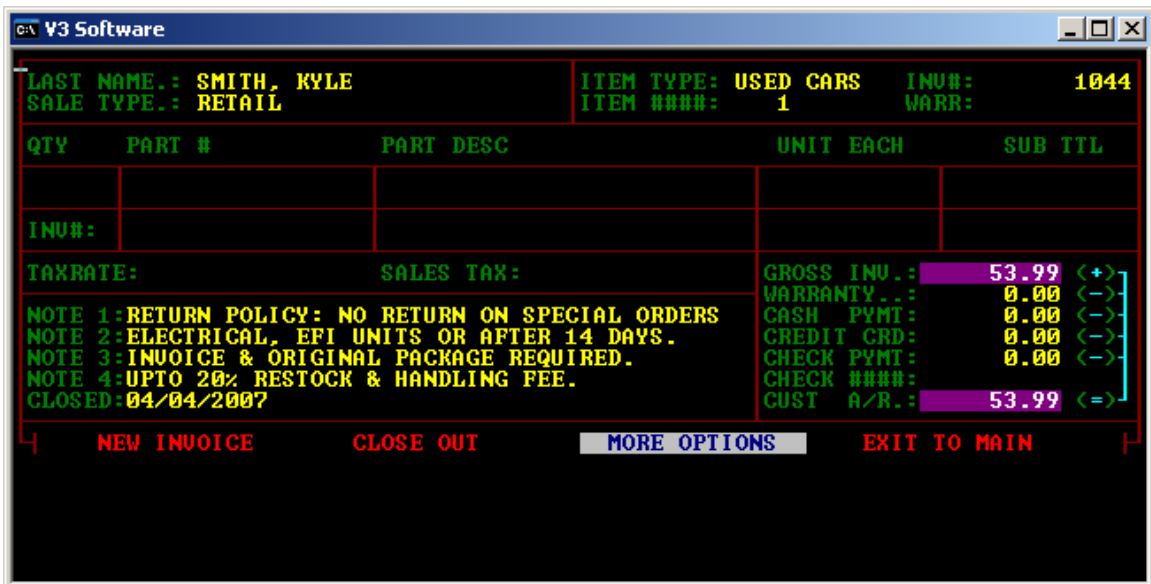 V3 Software
LAST NAME.: SMITH, KYLE ITEM TYPE: USED CARS INV#: 1044
SALE TYPE.: RETAIL ITEM ####: 1 WARR:
QTY PART # PART DESC UNIT EACH SUB TTL
INV#:
TAXRATE: SALES TAX: GROSS INV.: 53.99 (+)
WARRANTY..: 0.00 (-)
NOTE 1:RETURN POLICY: NO RETURN ON SPECIAL ORDERS CASH PYMT: 0.00 (-)
NOTE 2:ELECTRICAL, EFI UNITS OR AFTER 14 DAYS. CREDIT CRD: 0.00 (-)
NOTE 3:INVOICE & ORIGINAL PACKAGE REQUIRED. CHECK PYMT: 0.00 (-)
NOTE 4:UPTO 20% RESTOCK & HANDLING FEE. CHECK ####:
CLOSED:04/04/2007 CUST A/R.: 53.99 (=)
NEW INVOICE CLOSE OUT MORE OPTIONS EXIT TO MAIN